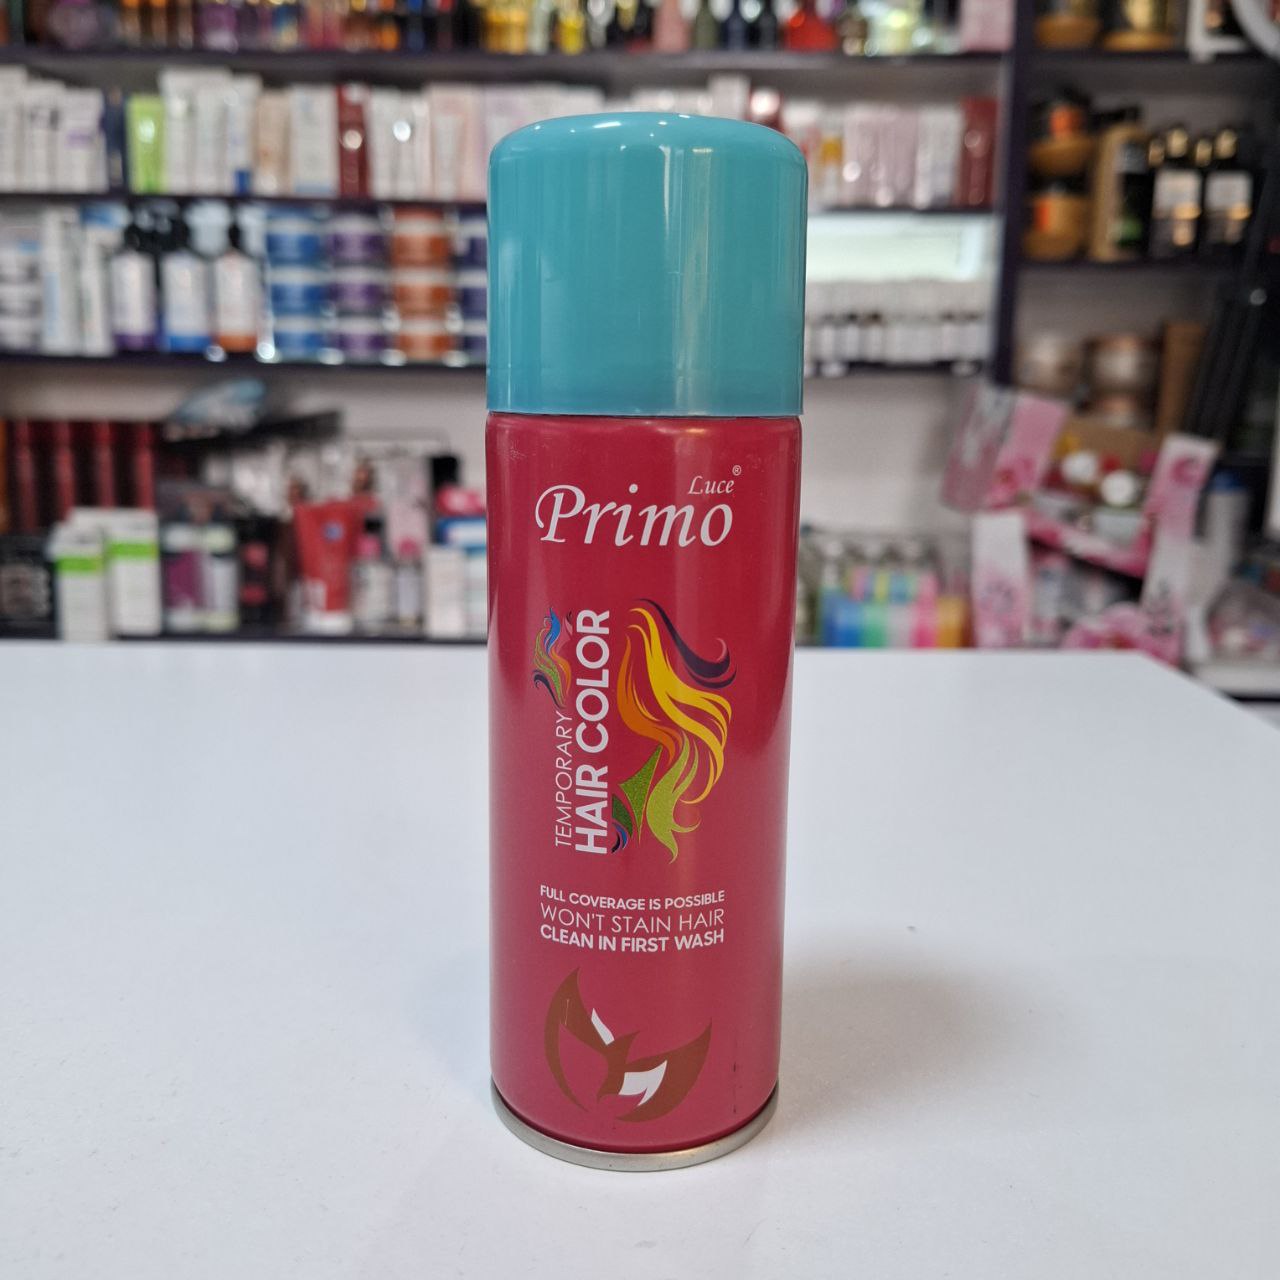 Luce®
Primo
TEMPORARY
HAIR COLOR
FULL COVERAGE IS POSSIBLE
WON'T STAIN HAIR
CLEAN IN FIRST WASH